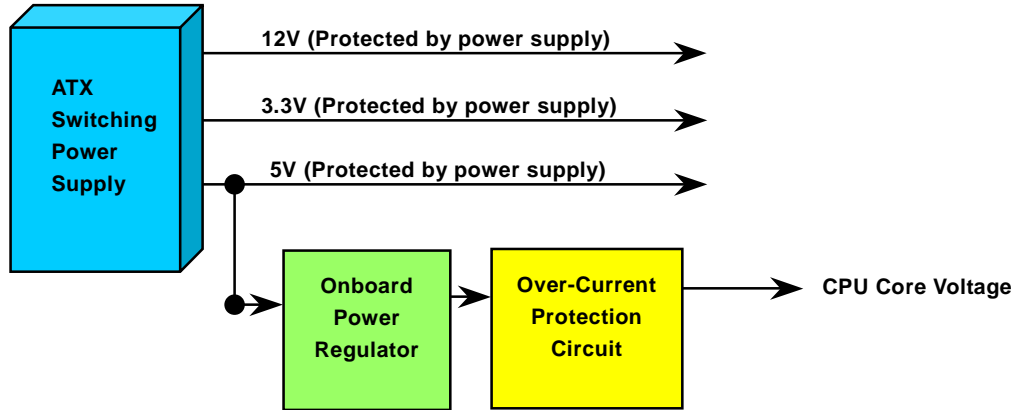 12V (Protected by power supply)
ATX
Switching
Power
Supply
3.3V (Protected by power supply)
5V (Protected by power supply)
Onboard
Power
Regulator
Over-Current
Protection
Circuit
CPU Core Voltage